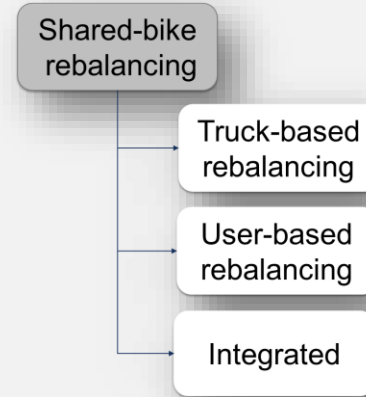 Shared-bike
rebalancing
Truck-based
rebalancing
User-based
rebalancing
Integrated